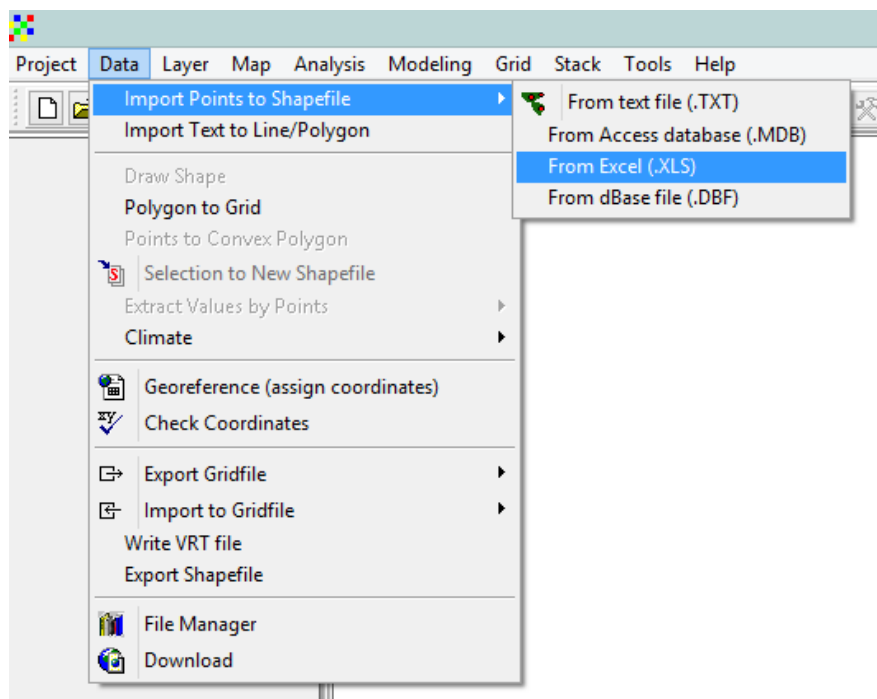 Project Data Layer Map Analysis Modeling Grid Stack Tools Help
Import Points to Shapefile
Import Text to Line/Polygon
Draw Shape
Polygon to Grid
Points to Convex Polygon
S Selection to New Shapefile
Extract Values by Points
Climate
Georeference (assign coordinates)
xy Check Coordinates
Export Gridfile
Import to Gridfile
Write VRT file
Export Shapefile
File Manager
Download
From text file (.TXT)
From Access database (.MDB)
From Excel (.XLS)
From dBase file (.DBF)